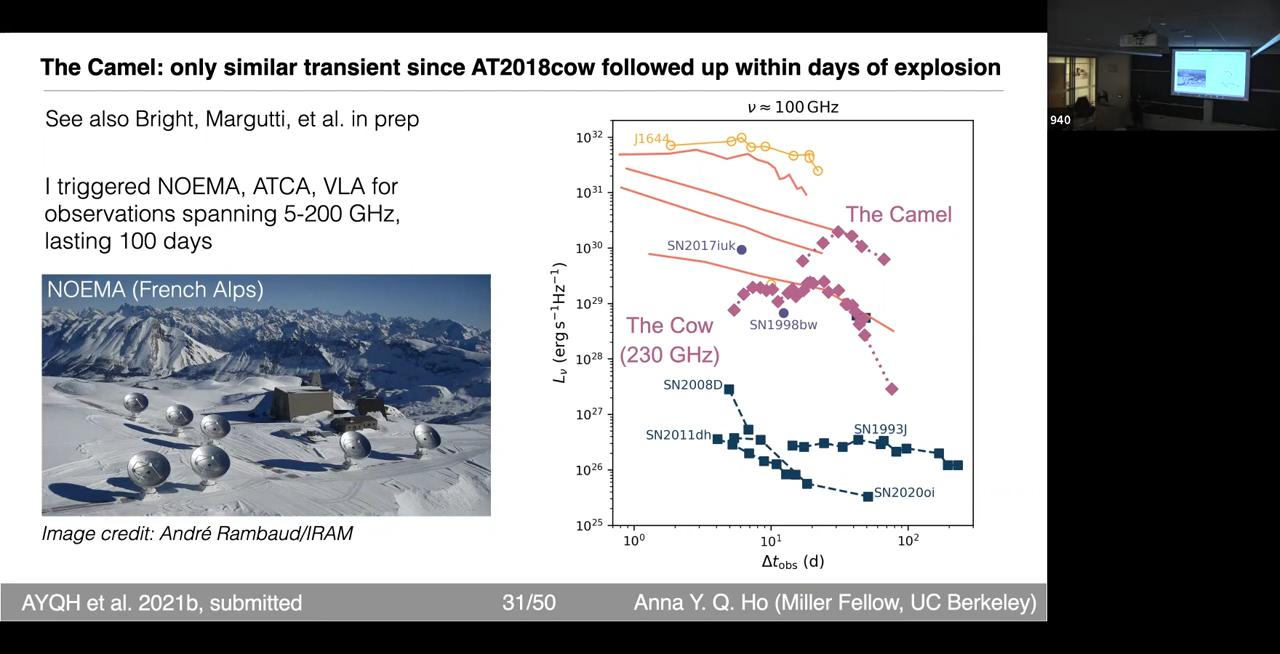 The Camel: only similar transient since AT2018cow followed up within days of explosion
See also Bright, Margutti, et al. in prep
I triggered NOEMA, ATCA, VLA for
observations spanning 5-200 GHz,
lasting 100 days
NOEMA (French Alps)
Image credit: André Rambaud/IRAM
ν ≈ 100 GHz
10³²
10³¹
10³⁰
10²⁹
10²⁸
10²⁷
10²⁶
10²⁵
Lν (erg s⁻¹ Hz⁻¹)
J1644
The Camel
SN2017iuk
SN1998bw
The Cow
(230 GHz)
SN2008D
SN2011dh
SN1993J
SN2020oi
10⁰
10¹
10²
Δt_obs (d)
AYQH et al. 2021b, submitted
31/50
Anna Y. Q. Ho (Miller Fellow, UC Berkeley)
940